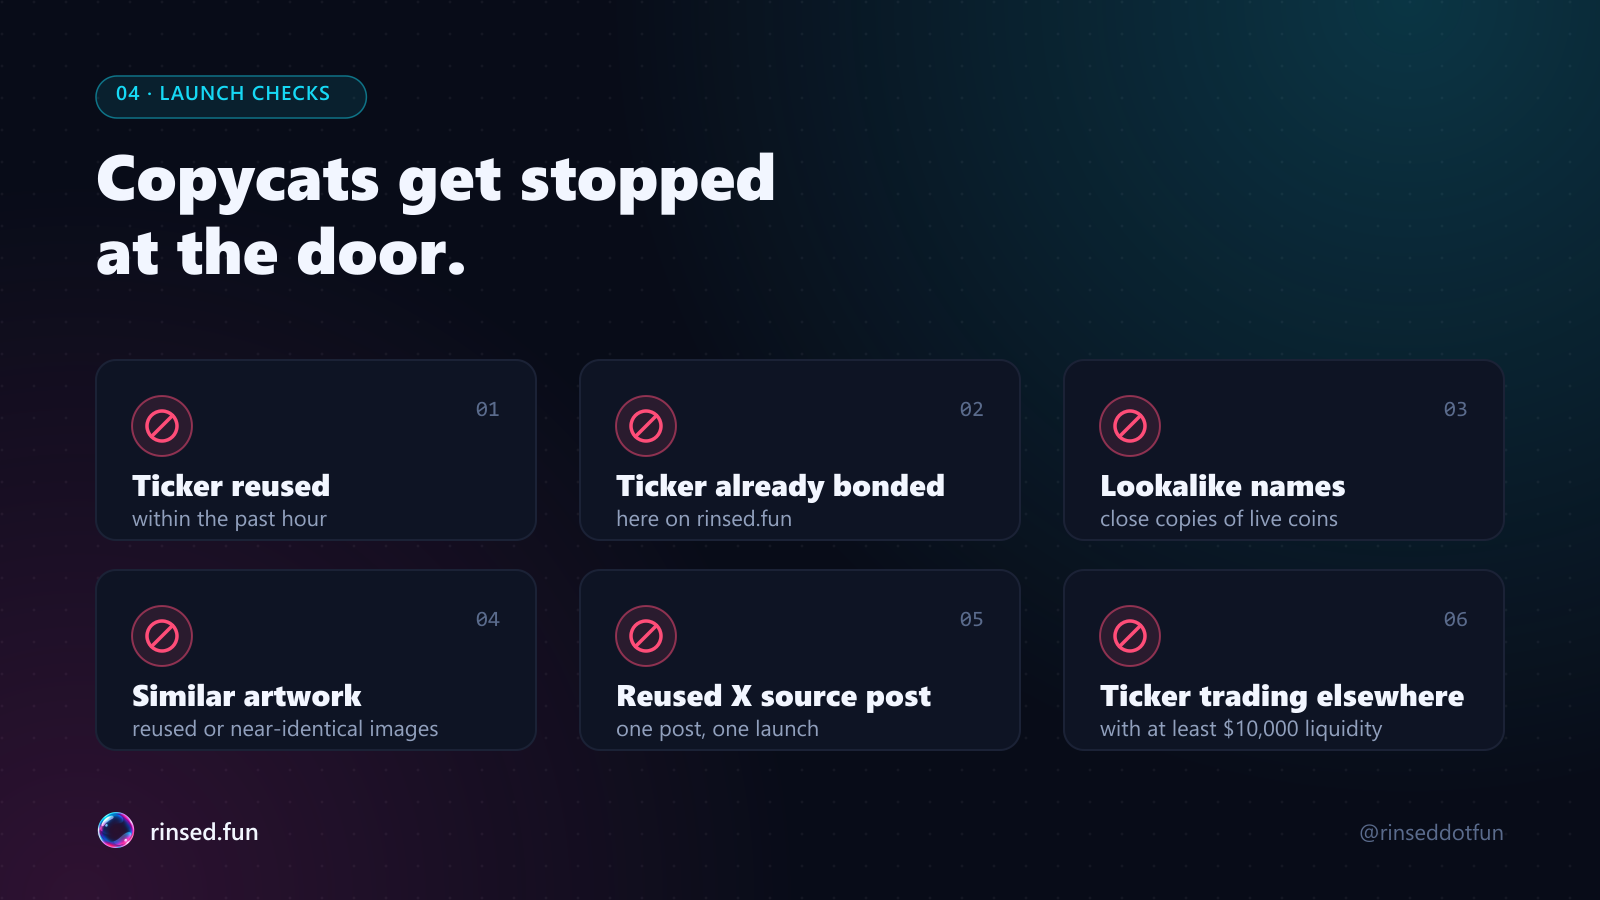 04 · LAUNCH CHECKS
Copycats get stopped
at the door.
01
Ticker reused
within the past hour
02
Ticker already bonded
here on rinsed.fun
03
Lookalike names
close copies of live coins
04
Similar artwork
reused or near-identical images
05
Reused X source post
one post, one launch
06
Ticker trading elsewhere
with at least $10,000 liquidity
rinsed.fun
@rinseddotfun